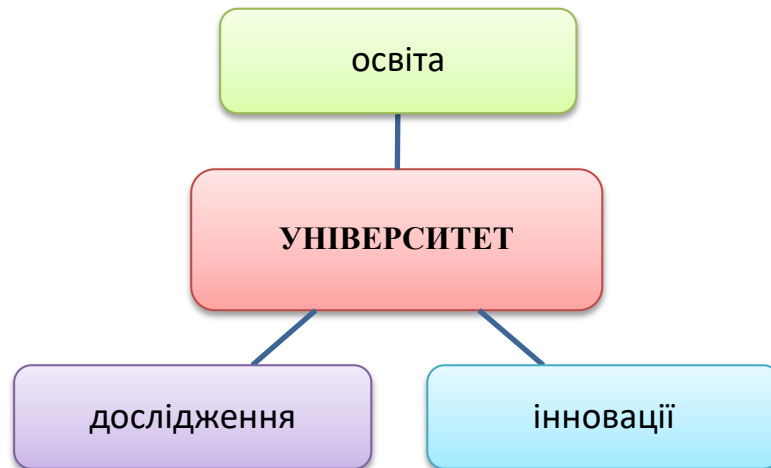 освіта
УНІВЕРСИТЕТ
дослідження
інновації